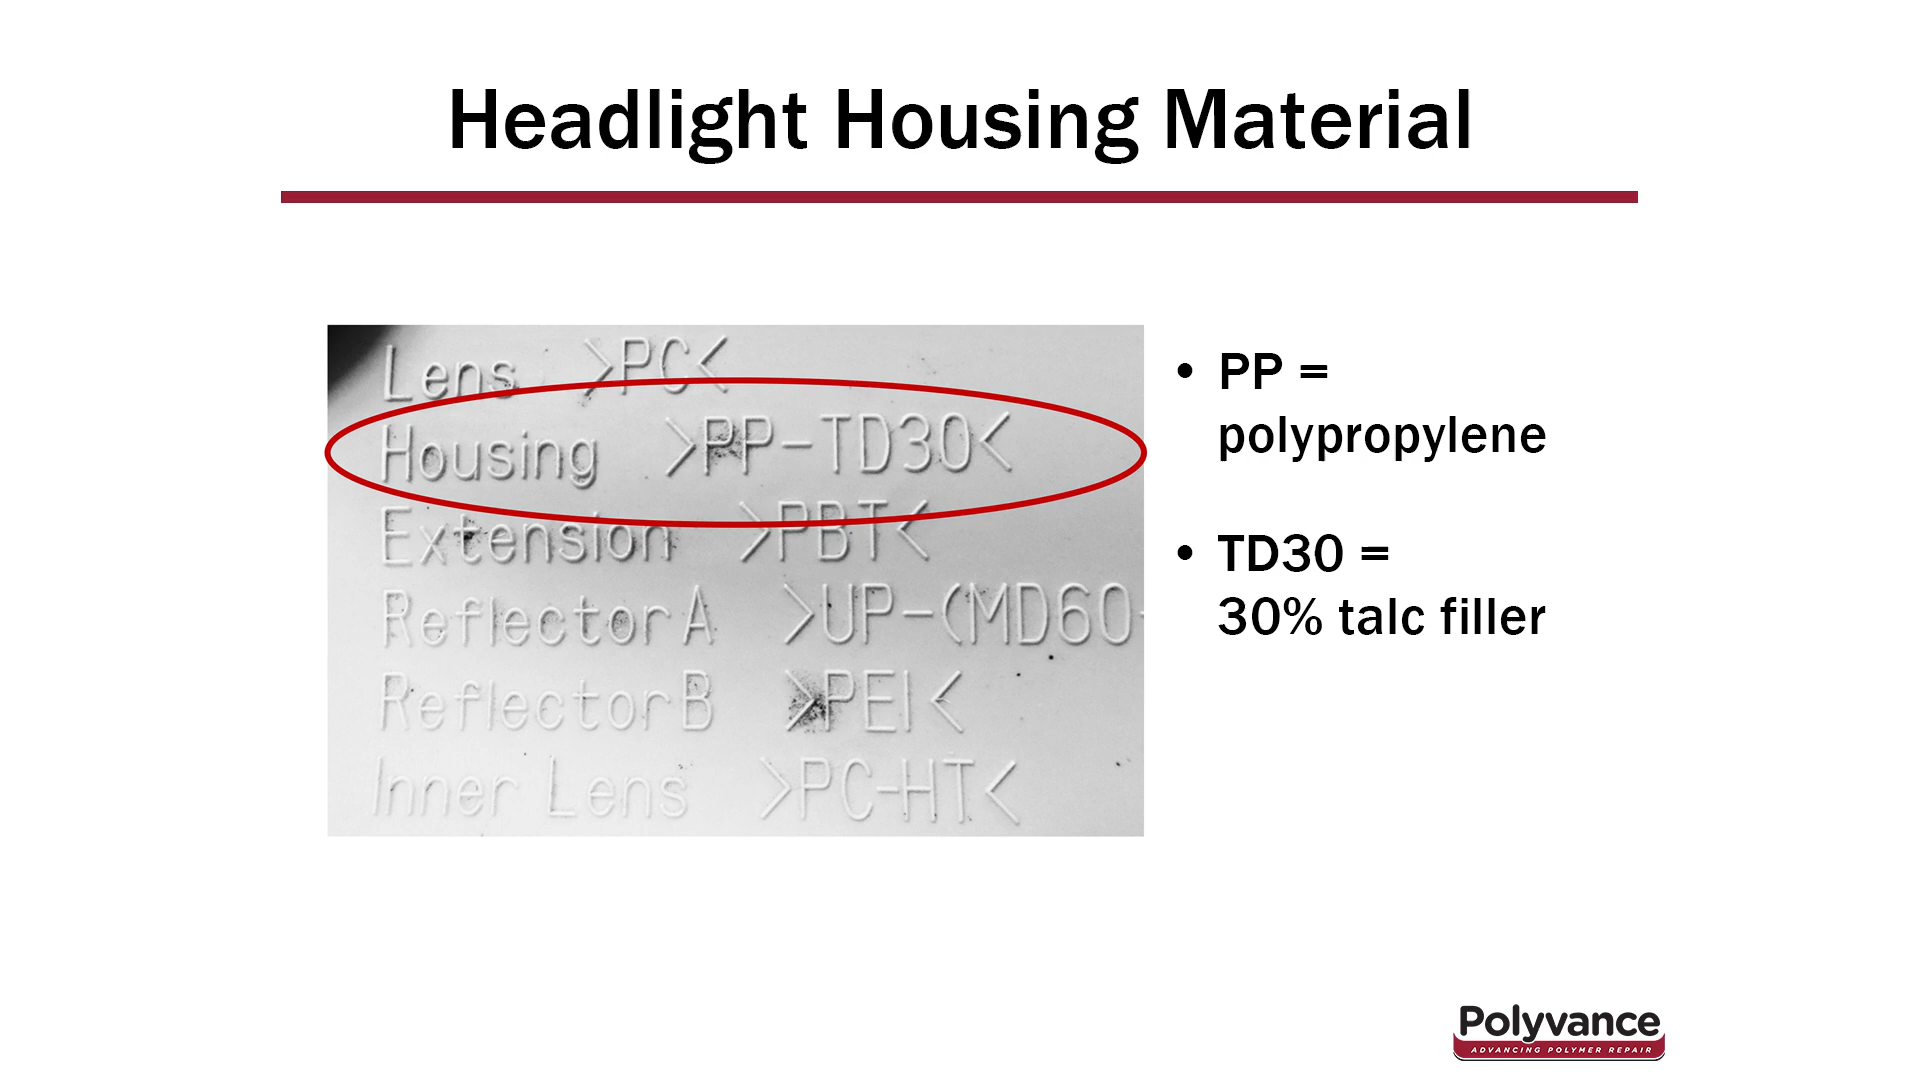 Headlight Housing Material
Lens >PC<
Housing >PP-TD30<
Extension >PBT<
Reflector A >UP-(MD60-
Reflector B >PEI<
Inner Lens >PC-HT<
• PP =
polypropylene
• TD30 =
30% talc filler
Polyvance
ADVANCING POLYMER REPAIR